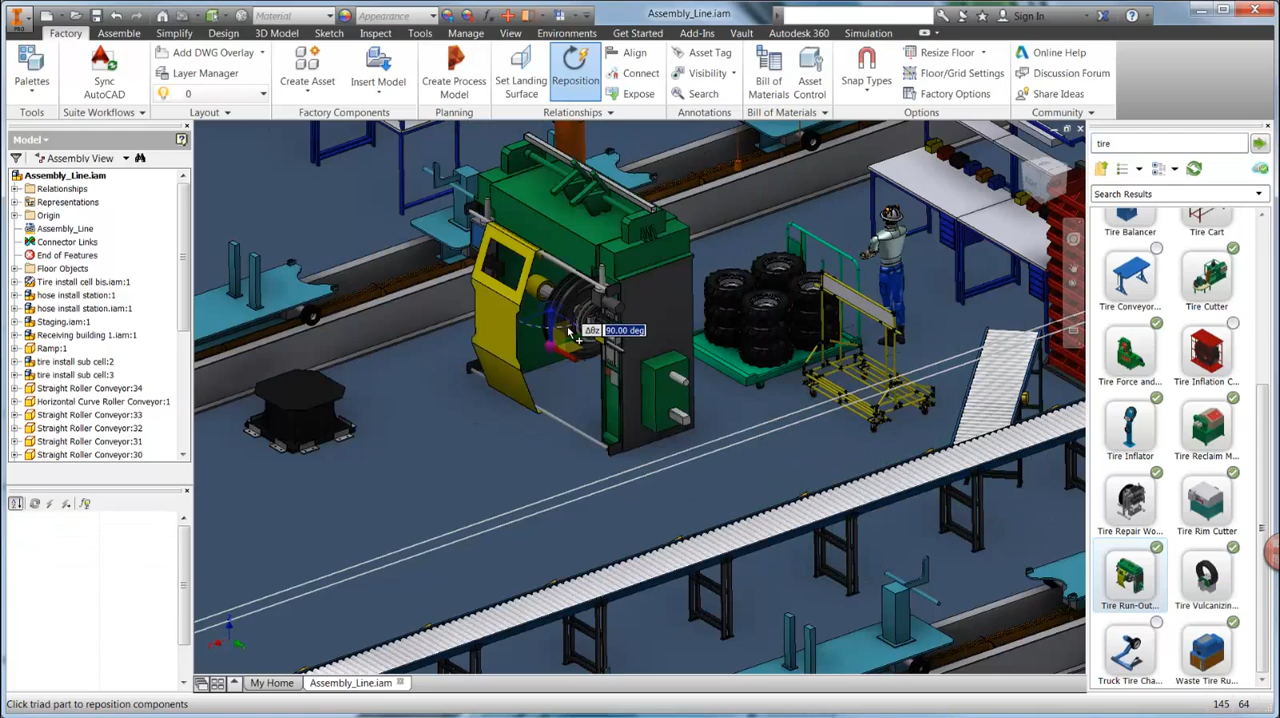 PRO
Material
Appearance
Assembly_Line.iam
Sign In
Factory Assemble Simplify Design 3D Model Sketch Inspect Tools Manage View Environments Get Started Add-Ins Vault Autodesk 360 Simulation
Palettes
Sync
AutoCAD
Add DWG Overlay
Layer Manager
0
Create Asset
Insert Model
Create Process
Model
Set Landing
Surface
Reposition
Align
Connect
Expose
Asset Tag
Visibility
Search
Bill of
Materials
Asset
Control
Snap Types
Resize Floor
Floor/Grid Settings
Factory Options
Online Help
Discussion Forum
Share Ideas
Tools Suite Workflows Layout Factory Components Planning Relationships Annotations Bill of Materials Options Community
Model
Assembly View
Assembly_Line.iam
Relationships
Representations
Origin
Assembly_Line
Connector Links
End of Features
Floor Objects
Tire install cell bis.iam:1
hose install station:1
hose install station.iam:1
Staging.iam:1
Receiving building 1.iam:1
Ramp:1
tire install sub cell:2
tire install sub cell:3
Straight Roller Conveyor:34
Horizontal Curve Roller Conveyor:1
Straight Roller Conveyor:33
Straight Roller Conveyor:32
Straight Roller Conveyor:31
Straight Roller Conveyor:30
Δθz 90.00 deg
tire
Search Results
Tire Balancer
Tire Cart
Tire Conveyo...
Tire Cutter
Tire Force and...
Tire Inflation C...
Tire Inflator
Tire Reclaim M...
Tire Repair Wo...
Tire Rim Cutter
Tire Run-Out...
Tire Vulcanizin...
Truck Tire Cha...
Waste Tire Ru...
My Home
Assembly_Line.iam
Click triad part to reposition components
145 64